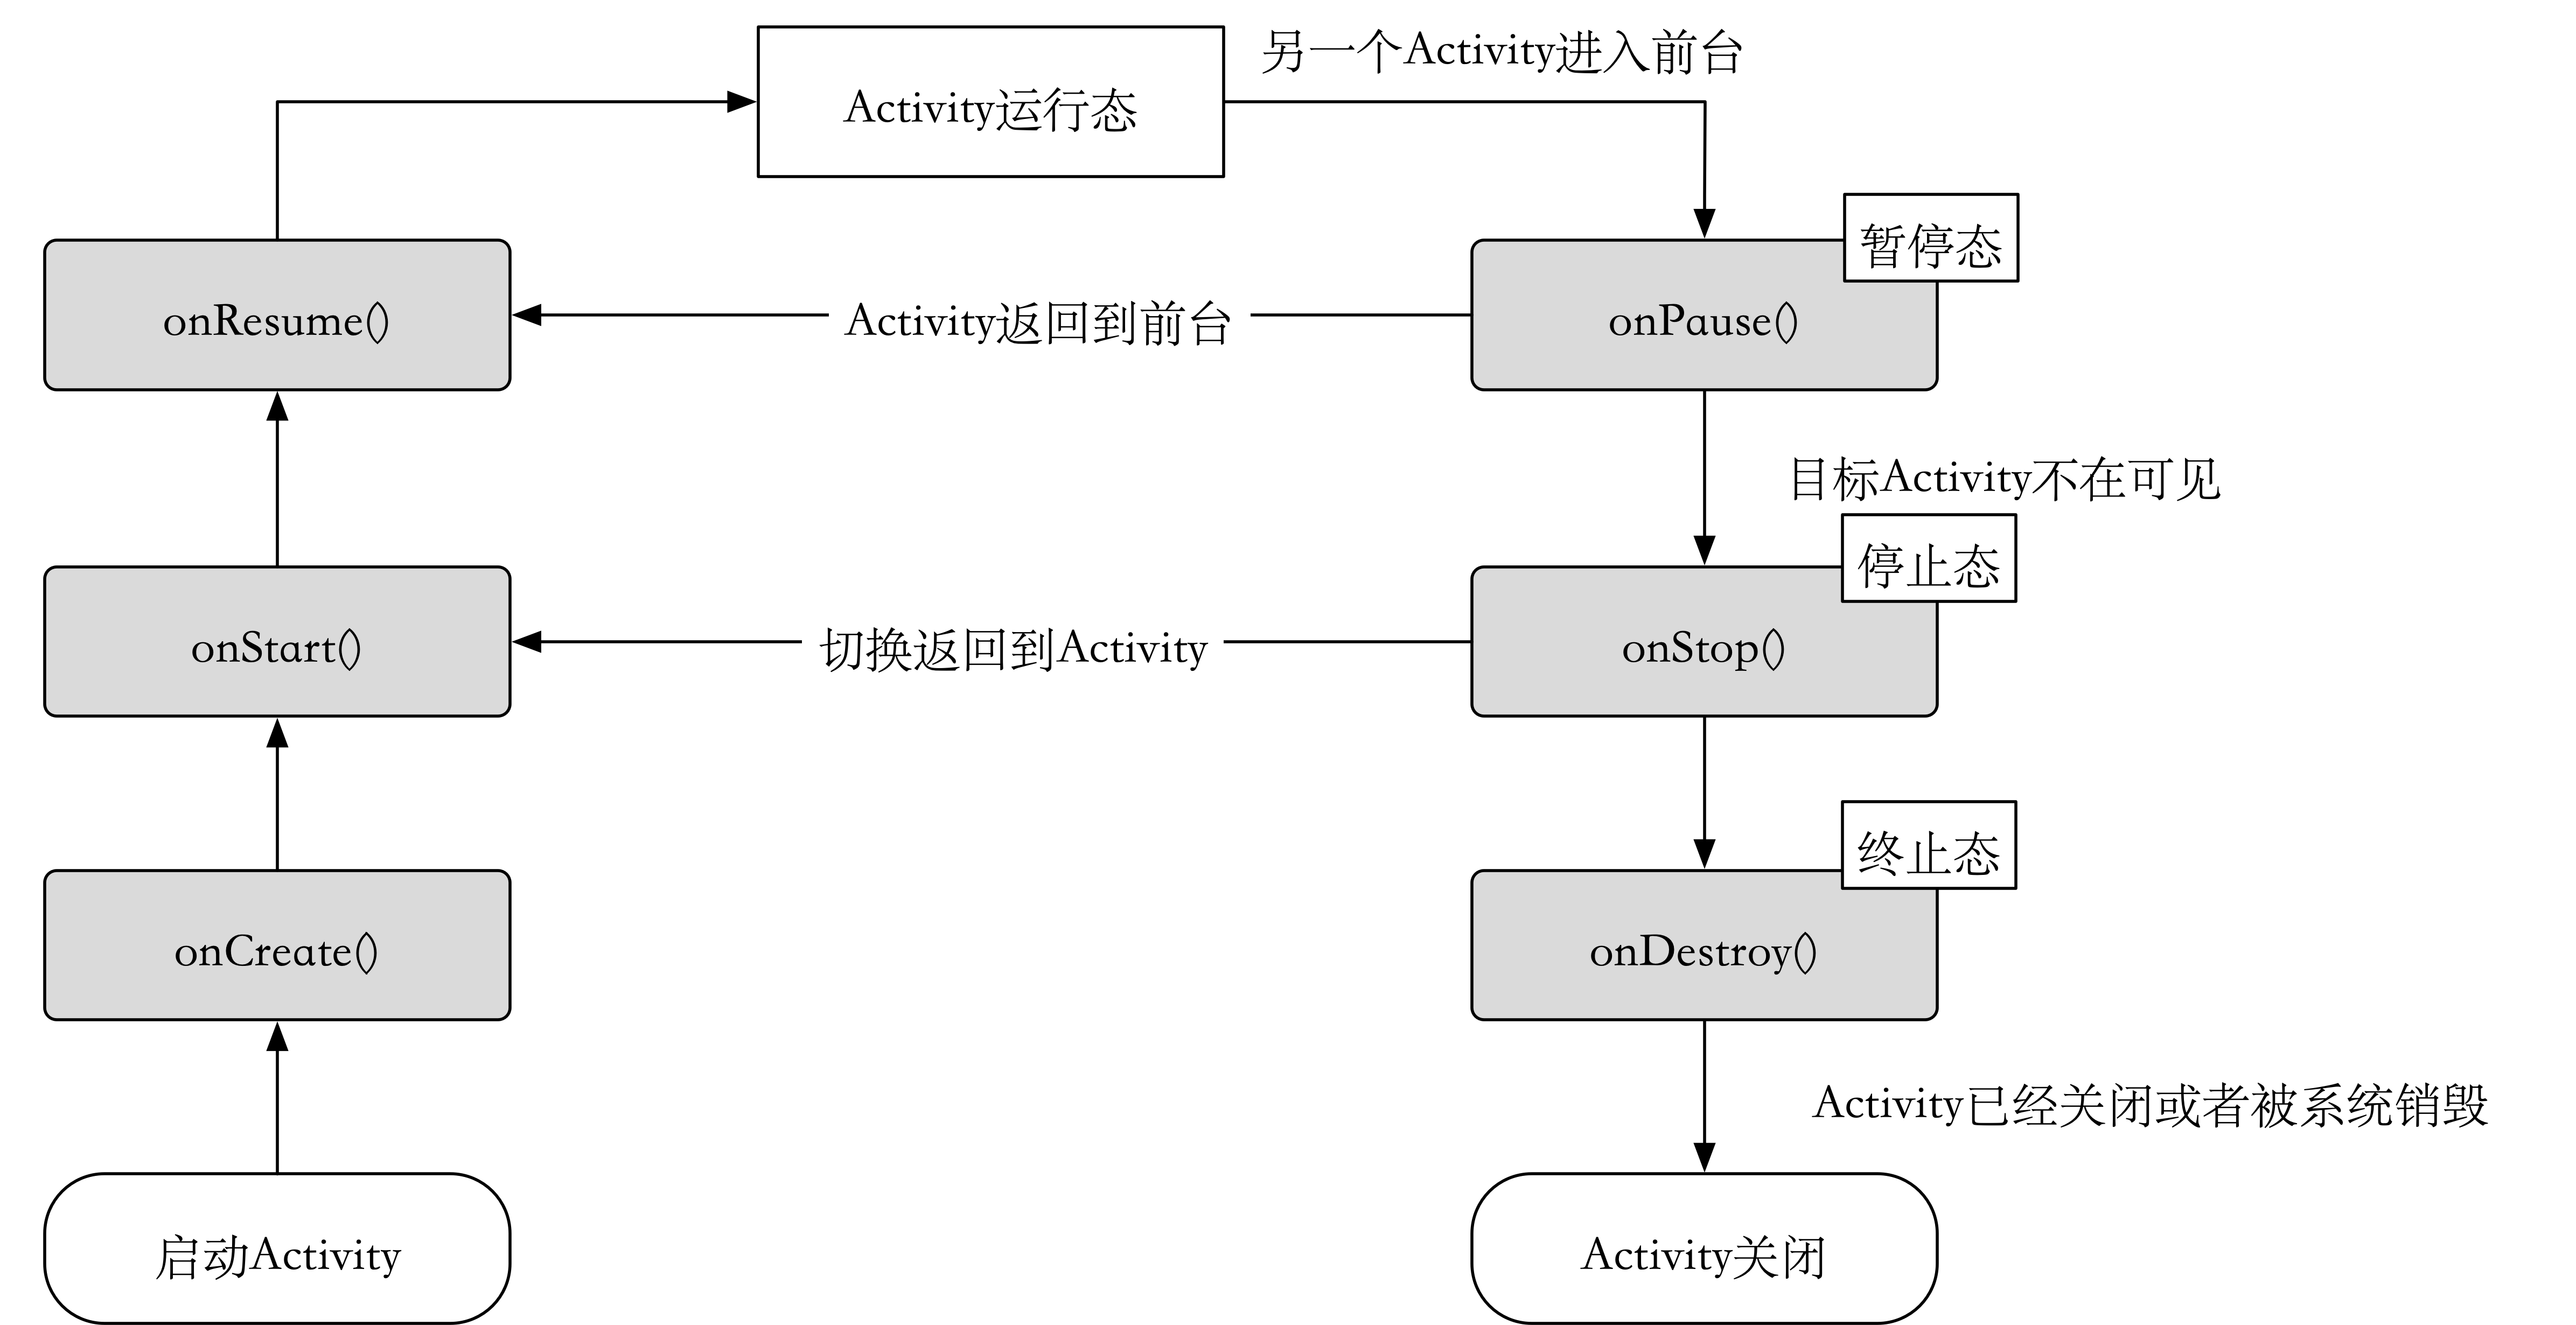 另一个Activity进入前台
Activity运行态
暂停态
onResume()
Activity返回到前台
onPause()
目标Activity不在可见
停止态
onStart()
切换返回到Activity
onStop()
终止态
onCreate()
onDestroy()
Activity已经关闭或者被系统销毁
启动Activity
Activity关闭